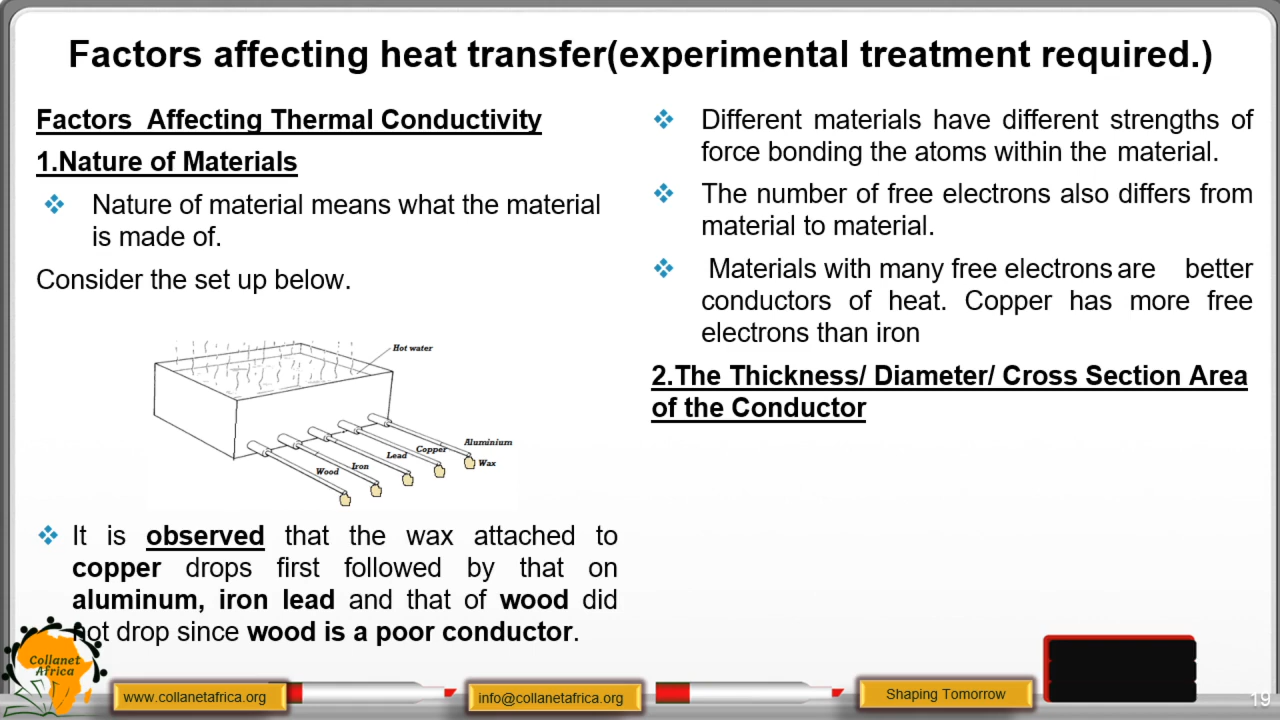 Factors affecting heat transfer(experimental treatment required.)
Factors Affecting Thermal Conductivity
1.Nature of Materials
Nature of material means what the material
is made of.
Consider the set up below.
Hot water
Aluminium
Copper
Wax
Lead
Iron
Wood
It is observed that the wax attached to
copper drops first followed by that on
aluminum, iron lead and that of wood did
not drop since wood is a poor conductor.
Different materials have different strengths of
force bonding the atoms within the material.
The number of free electrons also differs from
material to material.
Materials with many free electrons are better
conductors of heat. Copper has more free
electrons than iron
2.The Thickness/ Diameter/ Cross Section Area
of the Conductor
Collanet
Africa
www.collanetafrica.org
info@collanetafrica.org
Shaping Tomorrow
19